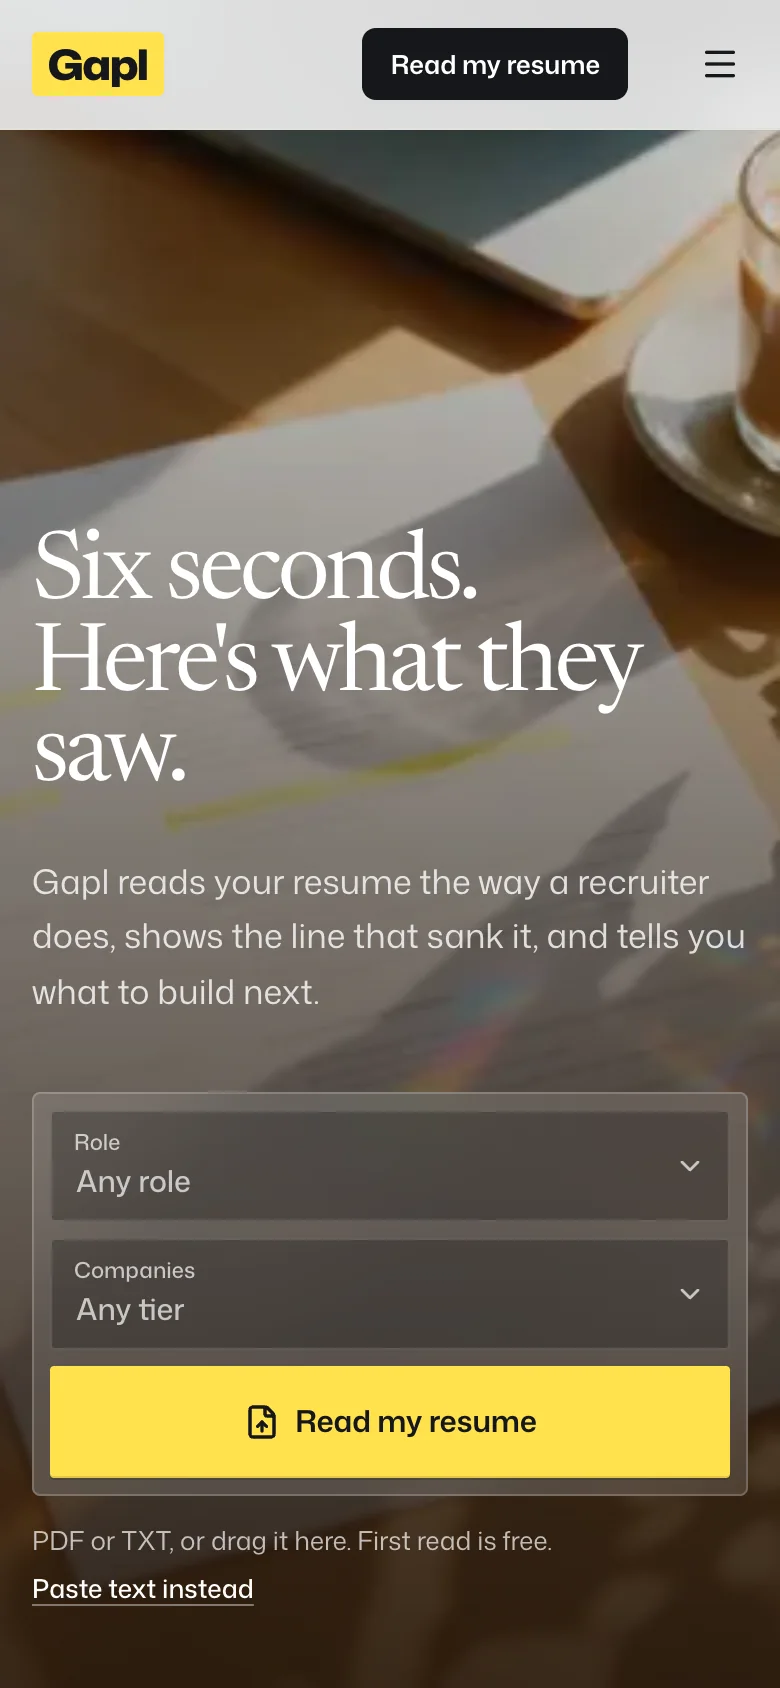 Gapl
Read my resume
Six seconds.
Here's what they
saw.
Gapl reads your resume the way a recruiter
does, shows the line that sank it, and tells you
what to build next.
Role
Any role
Companies
Any tier
Read my resume
PDF or TXT, or drag it here. First read is free.
Paste text instead